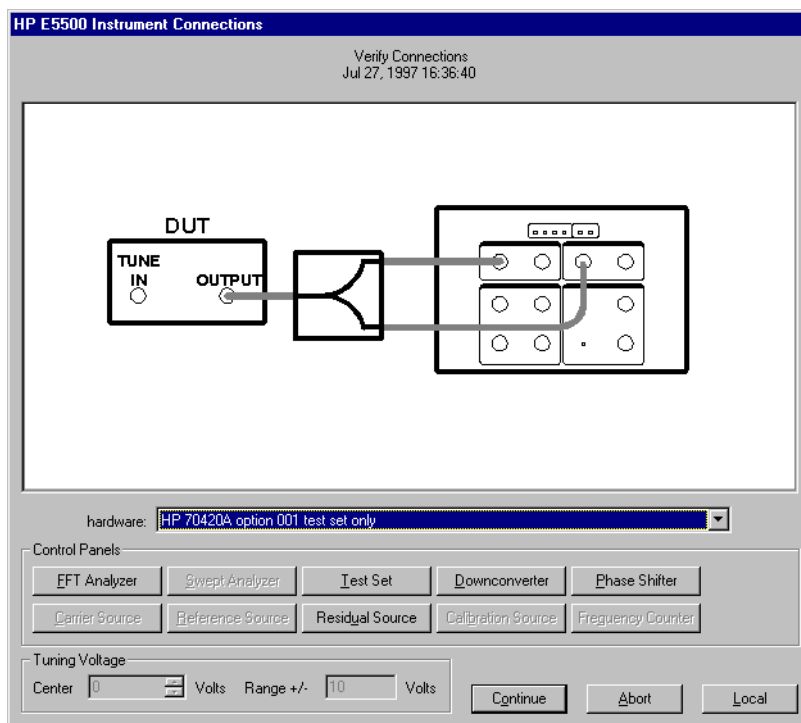 HP E5500 Instrument Connections
Verify Connections
Jul 27, 1997 16:36:40
DUT
TUNE
IN
OUTPUT
hardware: HP 70420A option 001 test set only
Control Panels
FFT Analyzer Swept Analyzer Test Set Downconverter Phase Shifter
Carrier Source Reference Source Residual Source Calibration Source Frequency Counter
Tuning Voltage
Center 0 Volts Range +/- 10 Volts
Continue Abort Local